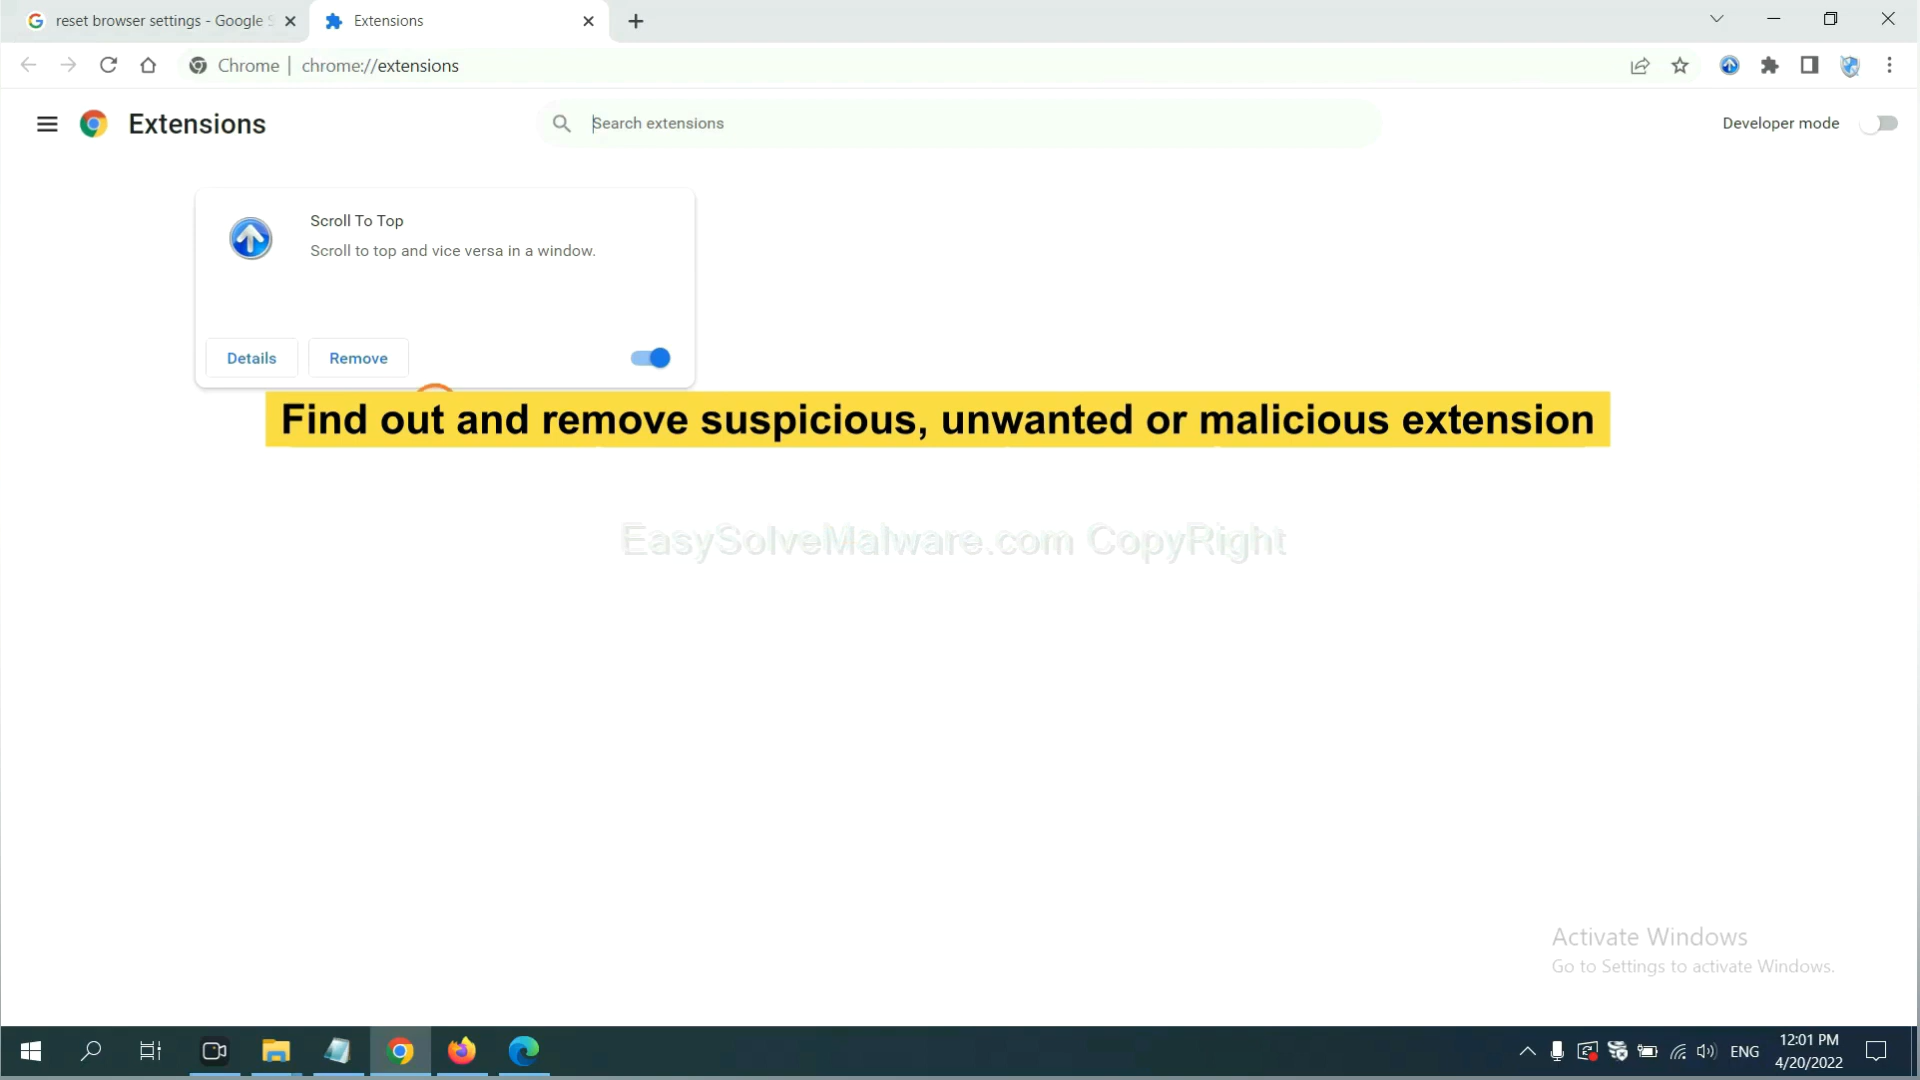 reset browser settings - Google
Extensions
Chrome | chrome://extensions
Extensions
Search extensions
Developer mode
Scroll To Top
Scroll to top and vice versa in a window.
Details
Remove
Find out and remove suspicious, unwanted or malicious extension
EasySolveMalware.com CopyRight
Activate Windows
Go to Settings to activate Windows.
ENG
12:01 PM
4/20/2022